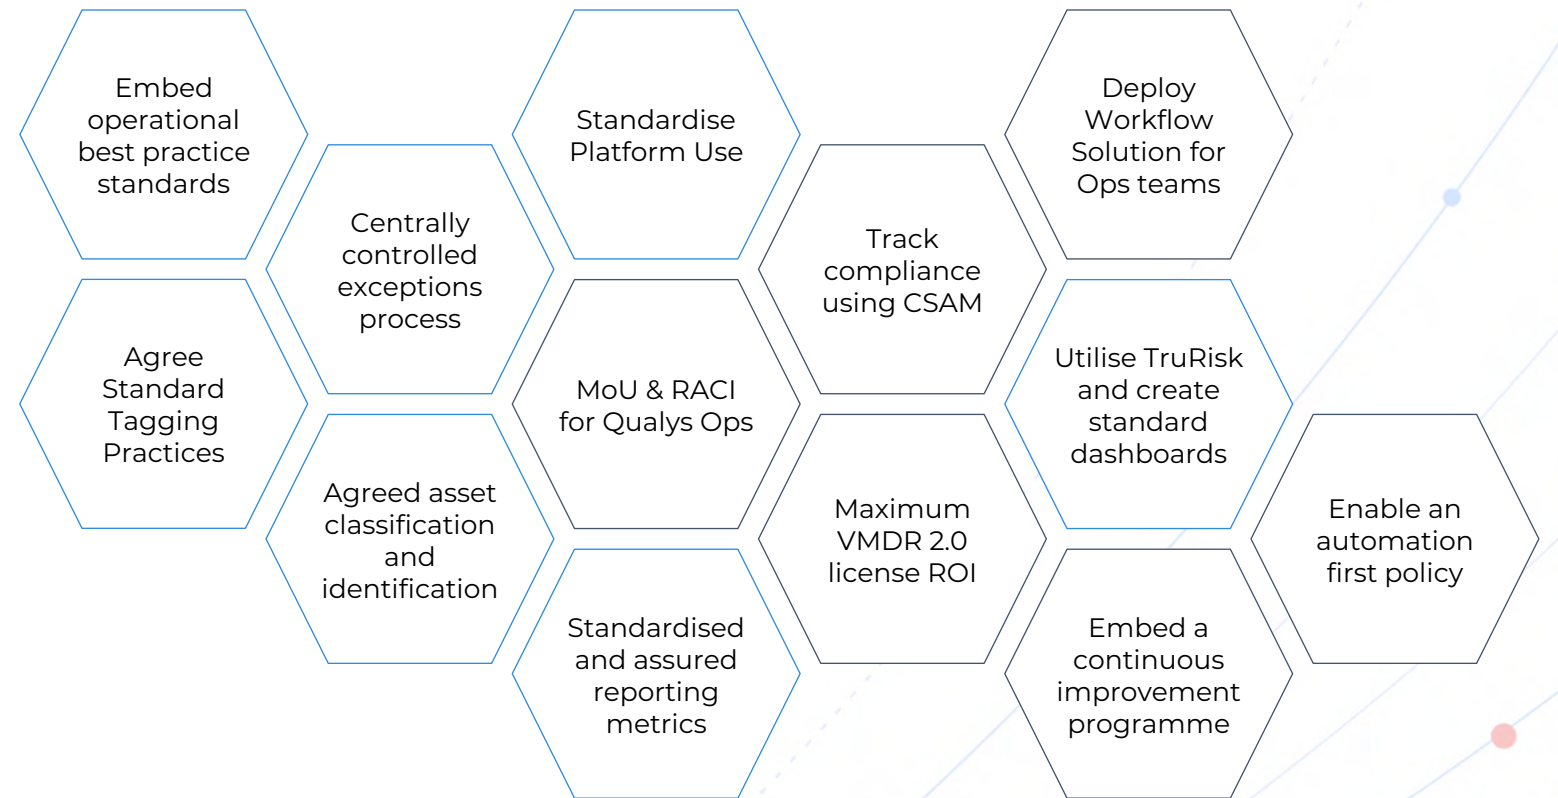 Embed
operational
best practice
standards
Standardise
Platform Use
Deploy
Workflow
Solution for
Ops teams
Centrally
controlled
exceptions
process
Track
compliance
using CSAM
Agree
Standard
Tagging
Practices
MoU & RACI
for Qualys Ops
Utilise TruRisk
and create
standard
dashboards
Agreed asset
classification
and
identification
Maximum
VMDR 2.0
license ROI
Enable an
automation
first policy
Standardised
and assured
reporting
metrics
Embed a
continuous
improvement
programme